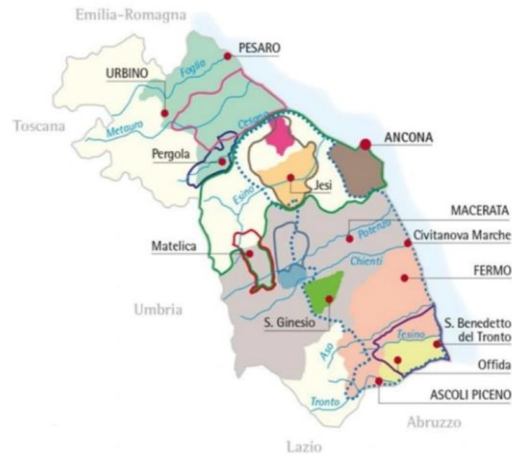 Emilia-Romagna
PESARO
URBINO
Foglia
Toscana
Metauro
Cesano
Pergola
ANCONA
Esino
Jesi
MACERATA
Potenza
Civitanova Marche
Matelica
Chienti
FERMO
Umbria
S. Ginesio
S. Benedetto
del Tronto
Tesino
Aso
Offida
Tronto
ASCOLI PICENO
Abruzzo
Lazio